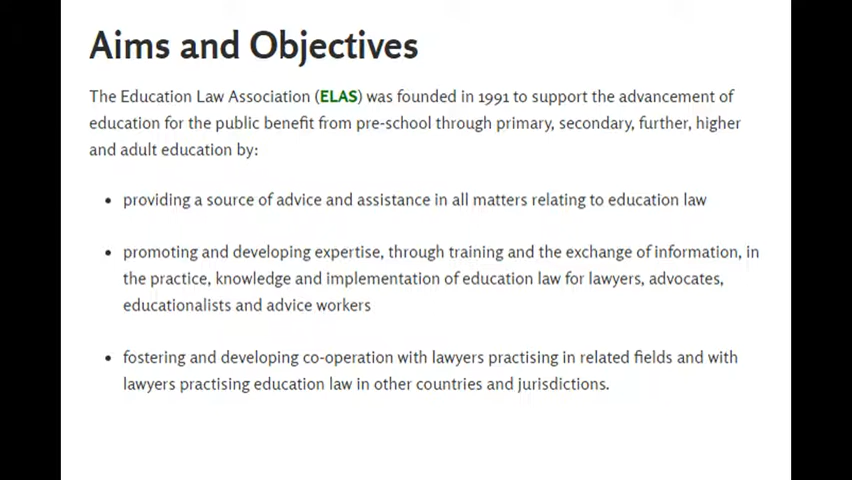 Aims and Objectives
The Education Law Association (ELAS) was founded in 1991 to support the advancement of
education for the public benefit from pre-school through primary, secondary, further, higher
and adult education by:
• providing a source of advice and assistance in all matters relating to education law
• promoting and developing expertise, through training and the exchange of information, in
the practice, knowledge and implementation of education law for lawyers, advocates,
educationalists and advice workers
• fostering and developing co-operation with lawyers practising in related fields and with
lawyers practising education law in other countries and jurisdictions.